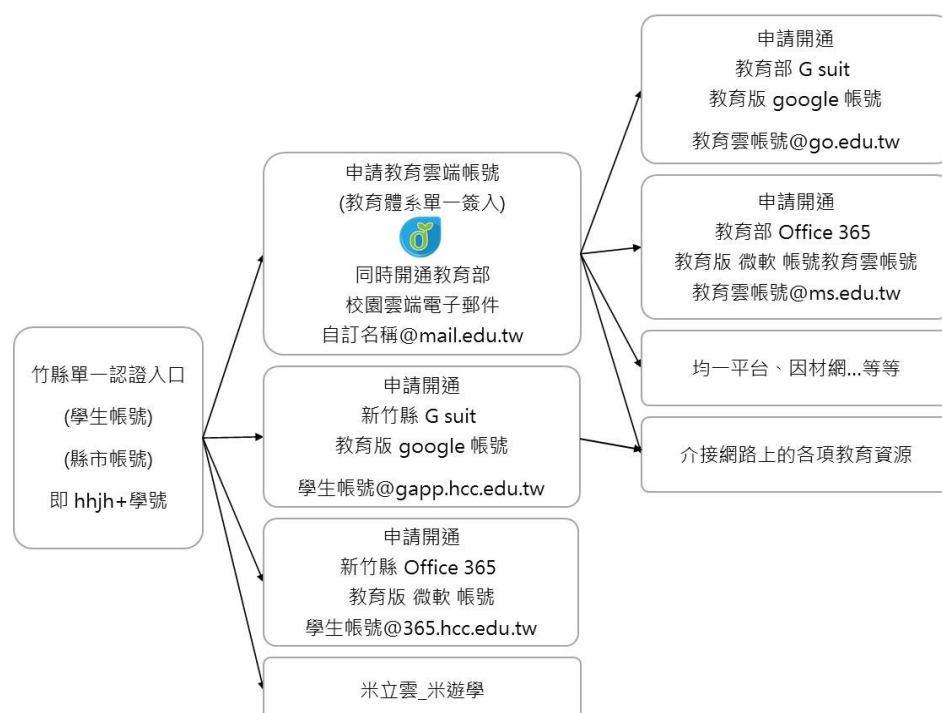 竹縣單一認證入口
(學生帳號)
(縣市帳號)
即 hhjh+學號
申請教育雲端帳號
(教育體系單一簽入)
同時開通教育部
校園雲端電子郵件
自訂名稱@mail.edu.tw
申請開通
新竹縣 G suit
教育版 google 帳號
學生帳號@gapp.hcc.edu.tw
申請開通
新竹縣 Office 365
教育版 微軟 帳號
學生帳號@365.hcc.edu.tw
米立雲_米遊學
申請開通
教育部 G suit
教育版 google 帳號
教育雲帳號@go.edu.tw
申請開通
教育部 Office 365
教育版 微軟 帳號教育雲帳號
教育雲帳號@ms.edu.tw
均一平台、因材網...等等
介接網路上的各項教育資源